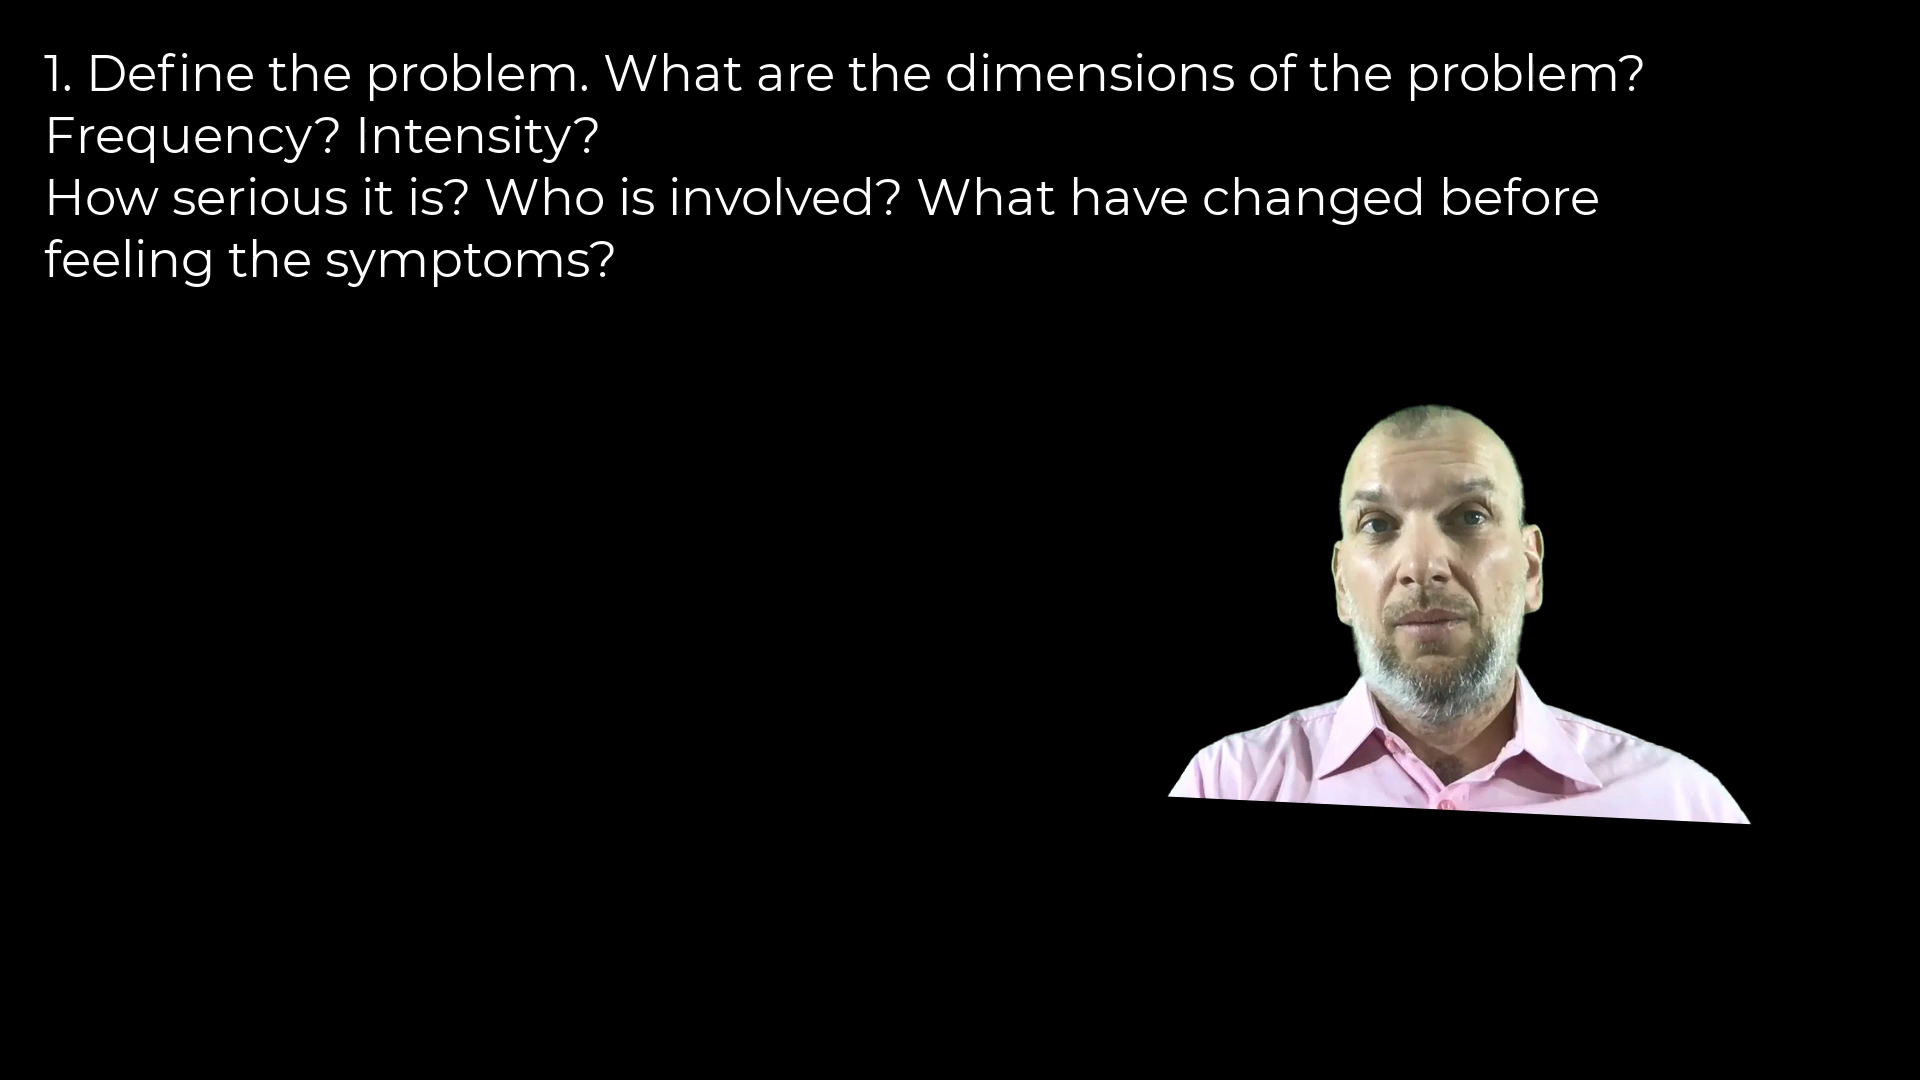 1. Define the problem. What are the dimensions of the problem?
Frequency? Intensity?
How serious it is? Who is involved? What have changed before
feeling the symptoms?